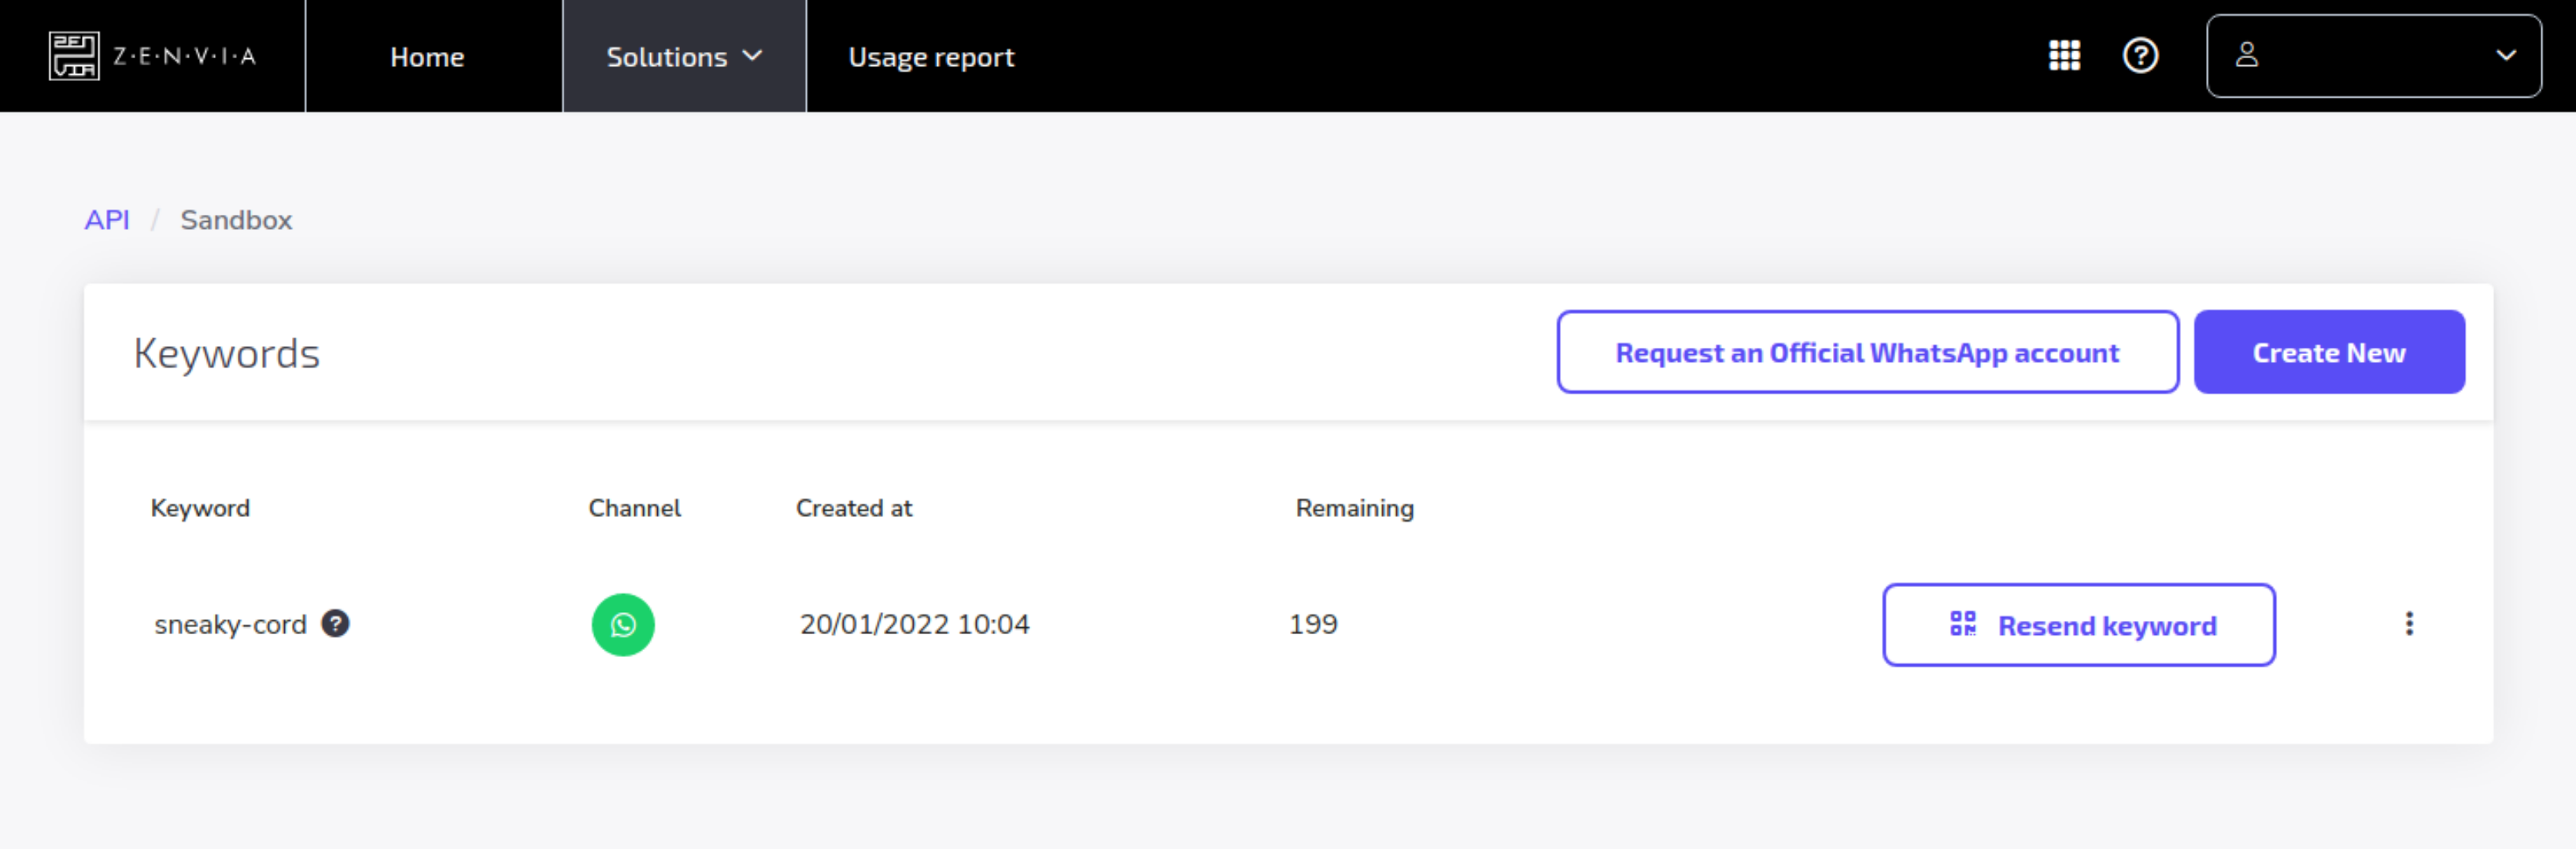 ZENVIA Z·E·N·V·I·A Home Solutions Usage report
API / Sandbox
Keywords Request an Official WhatsApp account Create New
Keyword Channel Created at Remaining
sneaky-cord 20/01/2022 10:04 199 Resend keyword